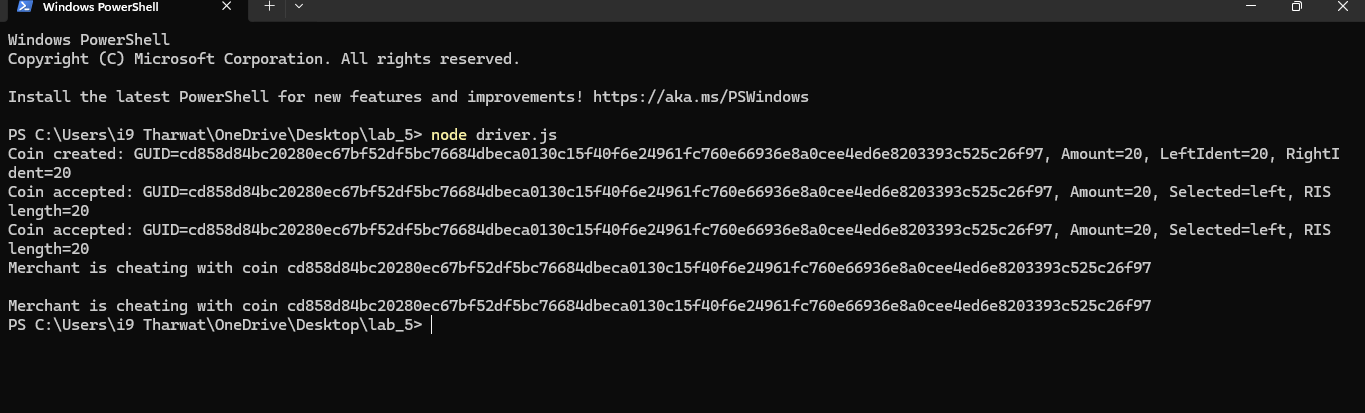 Windows PowerShell
Windows PowerShell
Copyright (C) Microsoft Corporation. All rights reserved.
Install the latest PowerShell for new features and improvements! https://aka.ms/PSWindows
PS C:\Users\i9 Tharwat\OneDrive\Desktop\lab_5> node driver.js
Coin created: GUID=cd858d84bc20280ec67bf52df5bc76684dbeca0130c15f40f6e24961fc760e66936e8a0cee4ed6e8203393c525c26f97, Amount=20, LeftIdent=20, RightI
dent=20
Coin accepted: GUID=cd858d84bc20280ec67bf52df5bc76684dbeca0130c15f40f6e24961fc760e66936e8a0cee4ed6e8203393c525c26f97, Amount=20, Selected=left, RIS
length=20
Coin accepted: GUID=cd858d84bc20280ec67bf52df5bc76684dbeca0130c15f40f6e24961fc760e66936e8a0cee4ed6e8203393c525c26f97, Amount=20, Selected=left, RIS
length=20
Merchant is cheating with coin cd858d84bc20280ec67bf52df5bc76684dbeca0130c15f40f6e24961fc760e66936e8a0cee4ed6e8203393c525c26f97
Merchant is cheating with coin cd858d84bc20280ec67bf52df5bc76684dbeca0130c15f40f6e24961fc760e66936e8a0cee4ed6e8203393c525c26f97
PS C:\Users\i9 Tharwat\OneDrive\Desktop\lab_5>